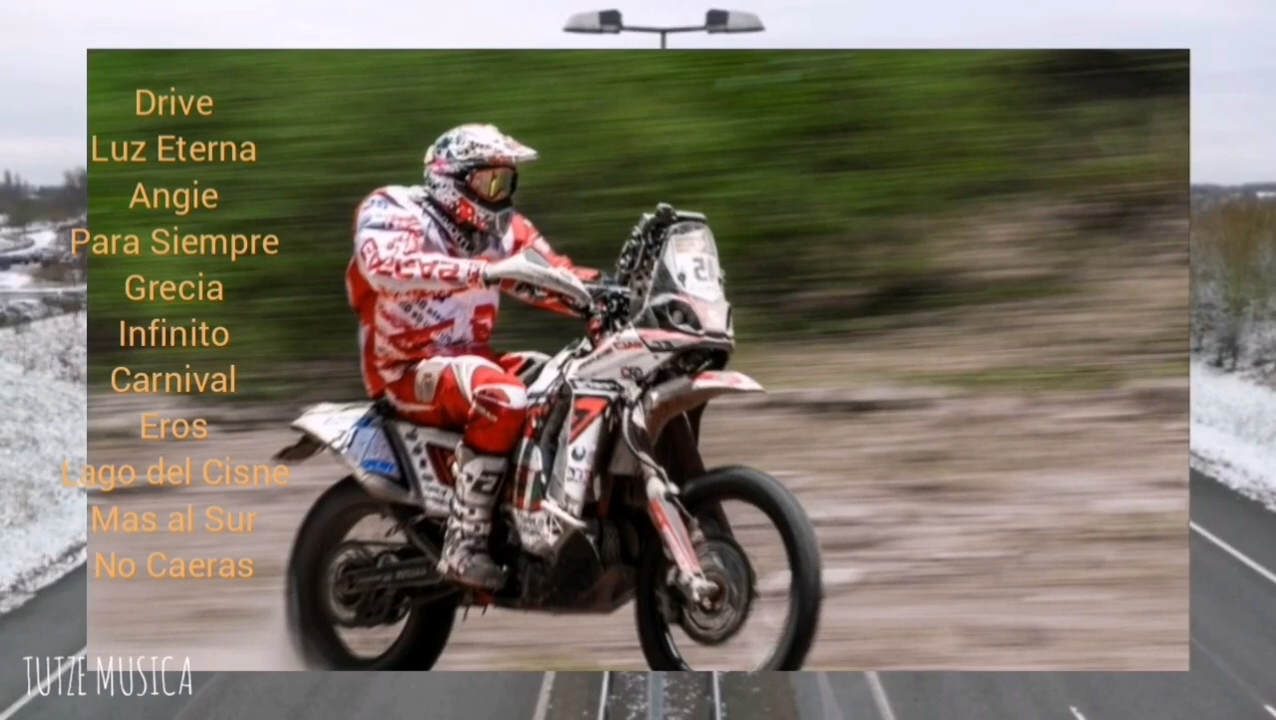 Drive
Luz Eterna
Angie
Para Siempre
Grecia
Infinito
Carnival
Eros
Lago del Cisne
Mas al Sur
No Caeras
TUTZE MUSICA